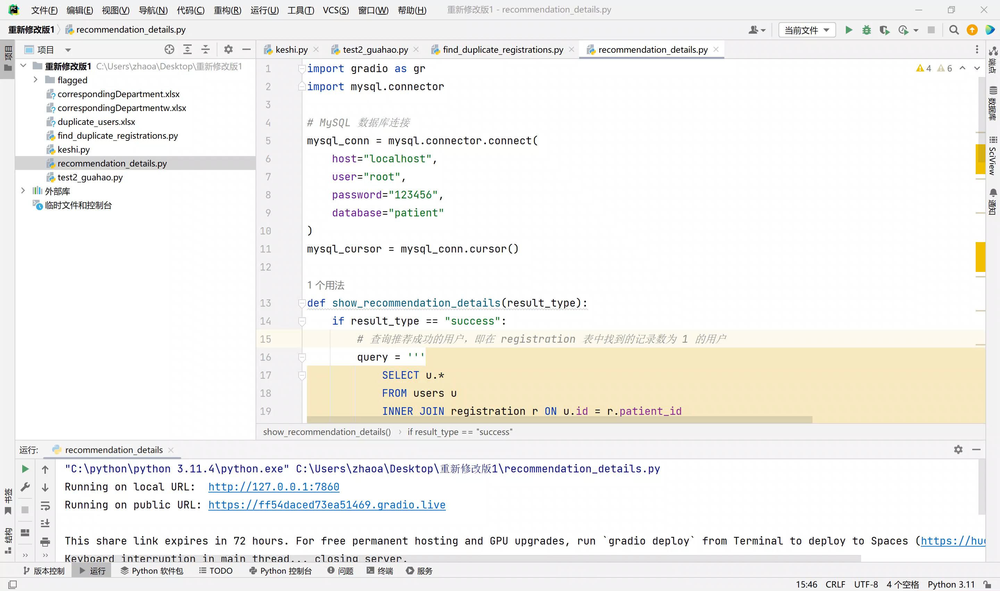 文件(F) 编辑(E) 视图(V) 导航(N) 代码(C) 重构(R) 运行(U) 工具(T) VCS(S) 窗口(W) 帮助(H) 重新修改版1 - recommendation_details.py
重新修改版1 recommendation_details.py 当前文件
项目
项目
keshi.py test2_guahao.py find_duplicate_registrations.py recommendation_details.py
重新修改版1 C:\Users\zhaoa\Desktop\重新修改版1
flagged
correspondingDepartment.xlsx
correspondingDepartmentw.xlsx
duplicate_users.xlsx
find_duplicate_registrations.py
keshi.py
recommendation_details.py
test2_guahao.py
外部库
临时文件和控制台
4 6
1 import gradio as gr
2 import mysql.connector
3
4 # MySQL 数据库连接
5 mysql_conn = mysql.connector.connect(
6 host="localhost",
7 user="root",
8 password="123456",
9 database="patient"
10 )
11 mysql_cursor = mysql_conn.cursor()
12
1 个用法
13 def show_recommendation_details(result_type):
14 if result_type == "success":
15 # 查询推荐成功的用户，即在 registration 表中找到的记录数为 1 的用户
16 query = '''
17 SELECT u.*
18 FROM users u
19 INNER JOIN registration r ON u.id = r.patient_id
show_recommendation_details() › if result_type == "success"
端点
数据库
SciView
通知
运行: recommendation_details
"C:\python\python 3.11.4\python.exe" C:\Users\zhaoa\Desktop\重新修改版1\recommendation_details.py
Running on local URL: http://127.0.0.1:7860
Running on public URL: https://ff54daced73ea51469.gradio.live
This share link expires in 72 hours. For free permanent hosting and GPU upgrades, run `gradio deploy` from Terminal to deploy to Spaces (https://hu
Keyboard interruption in main thread... closing server.
书签
结构
版本控制 运行 Python 软件包 TODO Python 控制台 问题 终端 服务
15:46 CRLF UTF-8 4 个空格 Python 3.11